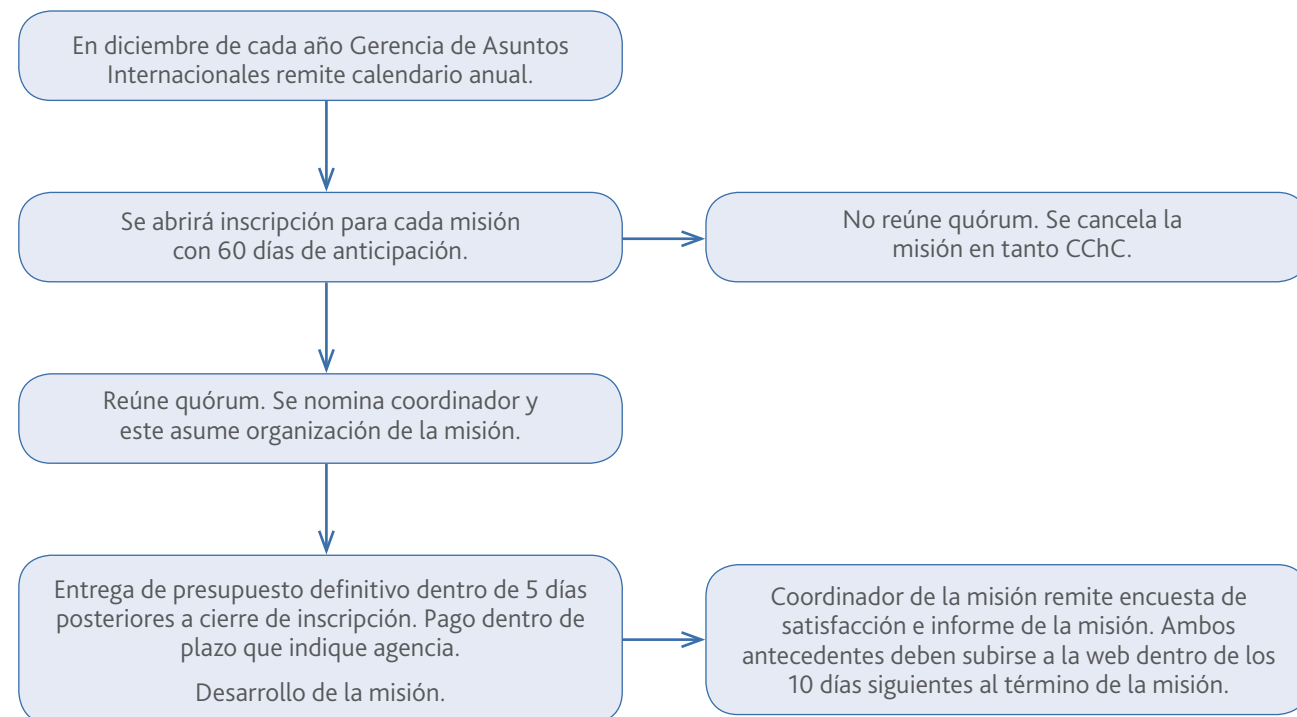 En diciembre de cada año Gerencia de Asuntos
Internacionales remite calendario anual.
Se abrirá inscripción para cada misión
con 60 días de anticipación.
No reúne quórum. Se cancela la
misión en tanto CChC.
Reúne quórum. Se nomina coordinador y
este asume organización de la misión.
Entrega de presupuesto definitivo dentro de 5 días
posteriores a cierre de inscripción. Pago dentro de
plazo que indique agencia.
Desarrollo de la misión.
Coordinador de la misión remite encuesta de
satisfacción e informe de la misión. Ambos
antecedentes deben subirse a la web dentro de los
10 días siguientes al término de la misión.